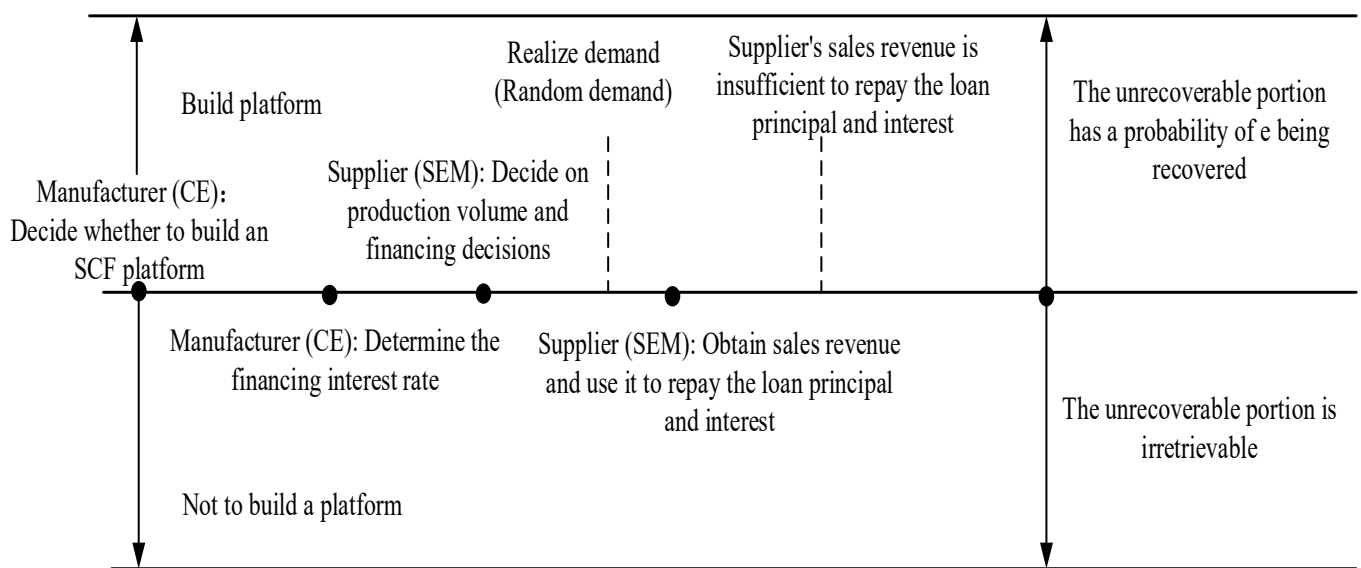 Build platform
Manufacturer (CE)：
Decide whether to build an
SCF platform
Supplier (SEM): Decide on
production volume and
financing decisions
Realize demand
(Random demand)
Supplier's sales revenue is
insufficient to repay the loan
principal and interest
The unrecoverable portion
has a probability of e being
recovered
Manufacturer (CE): Determine the
financing interest rate
Supplier (SEM): Obtain sales revenue
and use it to repay the loan principal
and interest
The unrecoverable portion is
irretrievable
Not to build a platform